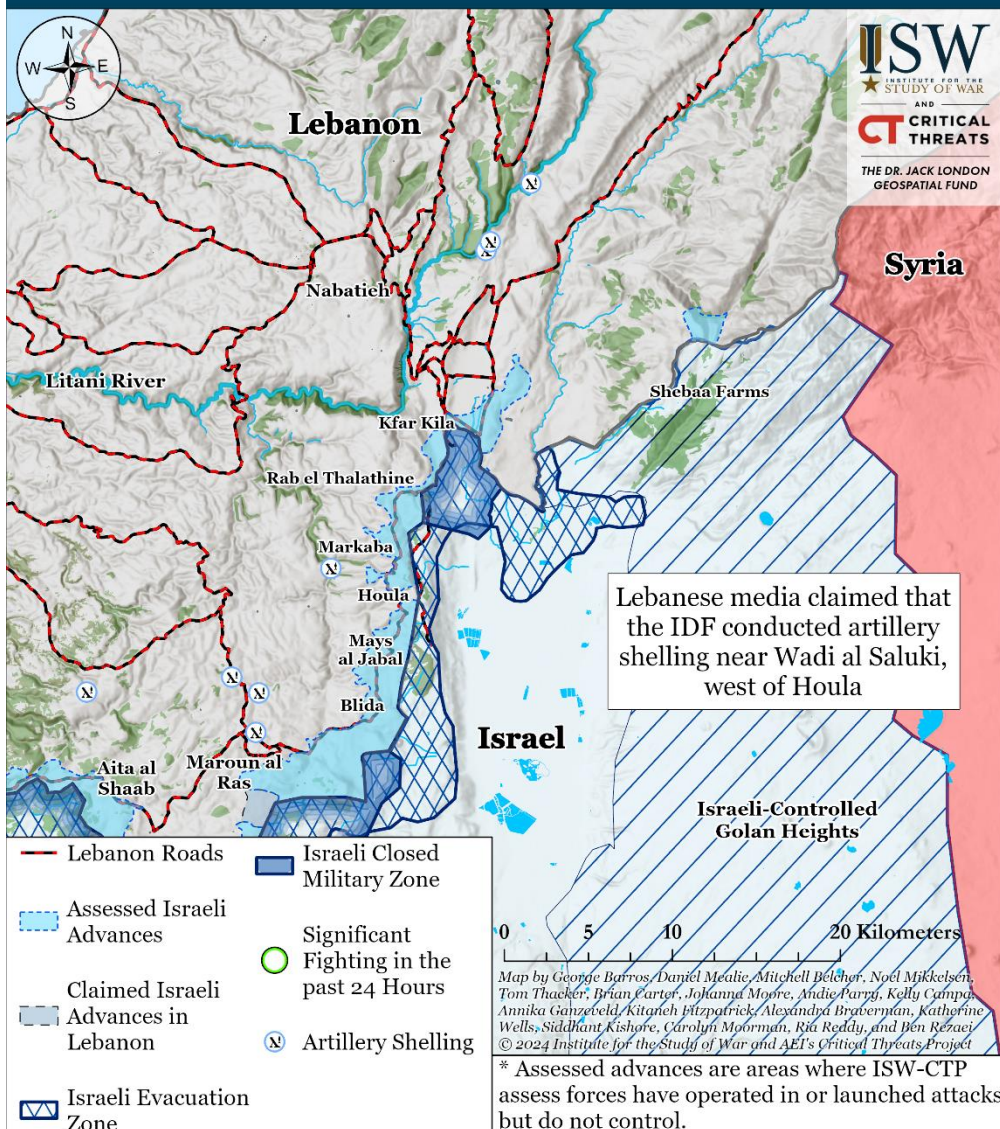 N
W
E
S
ISW
INSTITUTE FOR THE
STUDY OF WAR
AND
CT CRITICAL
THREATS
THE DR. JACK LONDON
GEOSPATIAL FUND
Lebanon
Syria
Nabatieh
Litani River
Shebaa Farms
Kfar Kila
Rab el Thalathine
Markaba
Houla
Mays
al Jabal
Blida
Lebanese media claimed that
the IDF conducted artillery
shelling near Wadi al Saluki,
west of Houla
Israel
Aita al
Shaab
Maroun al
Ras
Israeli-Controlled
Golan Heights
Lebanon Roads
Assessed Israeli
Advances
Claimed Israeli
Advances in
Lebanon
Israeli Evacuation
Zone
Israeli Closed
Military Zone
Significant
Fighting in the
past 24 Hours
Artillery Shelling
0 5 10 20 Kilometers
Map by George Barros, Daniel Mealie, Mitchell Belcher, Noel Mikkelsen,
Tom Thacker, Brian Carter, Johanna Moore, Andie Parry, Kelly Campa,
Annika Ganzeveld, Kitaneh Fitzpatrick, Alexandra Braverman, Katherine
Wells, Siddhant Kishore, Carolyn Moorman, Ria Reddy, and Ben Rezaei
© 2024 Institute for the Study of War and AEI's Critical Threats Project
* Assessed advances are areas where ISW-CTP
assess forces have operated in or launched attacks
but do not control.